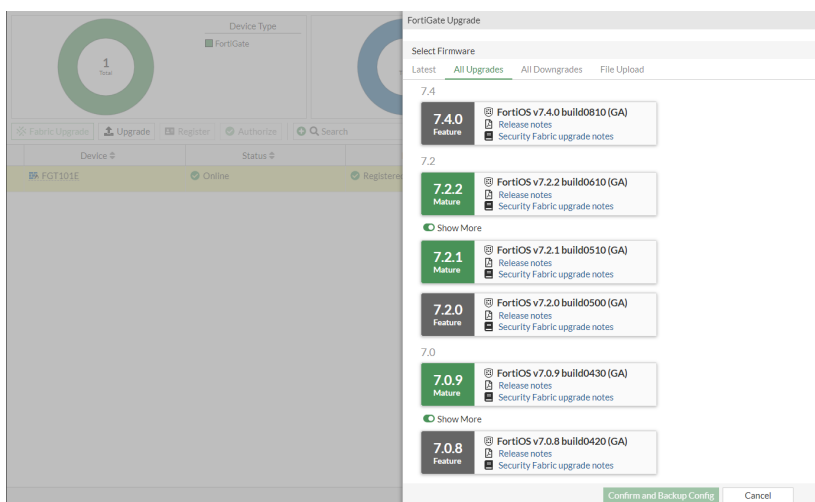 FortiGate Upgrade
Device Type
FortiGate
1
Total
Select Firmware
Latest All Upgrades All Downgrades File Upload
Fabric Upgrade Upgrade Register Authorize Search
Device Status
FGT101E Online Registered
7.4
7.4.0
Feature
FortiOS v7.4.0 build0810 (GA)
Release notes
Security Fabric upgrade notes
7.2
7.2.2
Mature
FortiOS v7.2.2 build0610 (GA)
Release notes
Security Fabric upgrade notes
Show More
7.2.1
Mature
FortiOS v7.2.1 build0510 (GA)
Release notes
Security Fabric upgrade notes
7.2.0
Feature
FortiOS v7.2.0 build0500 (GA)
Release notes
Security Fabric upgrade notes
7.0
7.0.9
Mature
FortiOS v7.0.9 build0430 (GA)
Release notes
Security Fabric upgrade notes
Show More
7.0.8
Feature
FortiOS v7.0.8 build0420 (GA)
Release notes
Security Fabric upgrade notes
Confirm and Backup Config Cancel